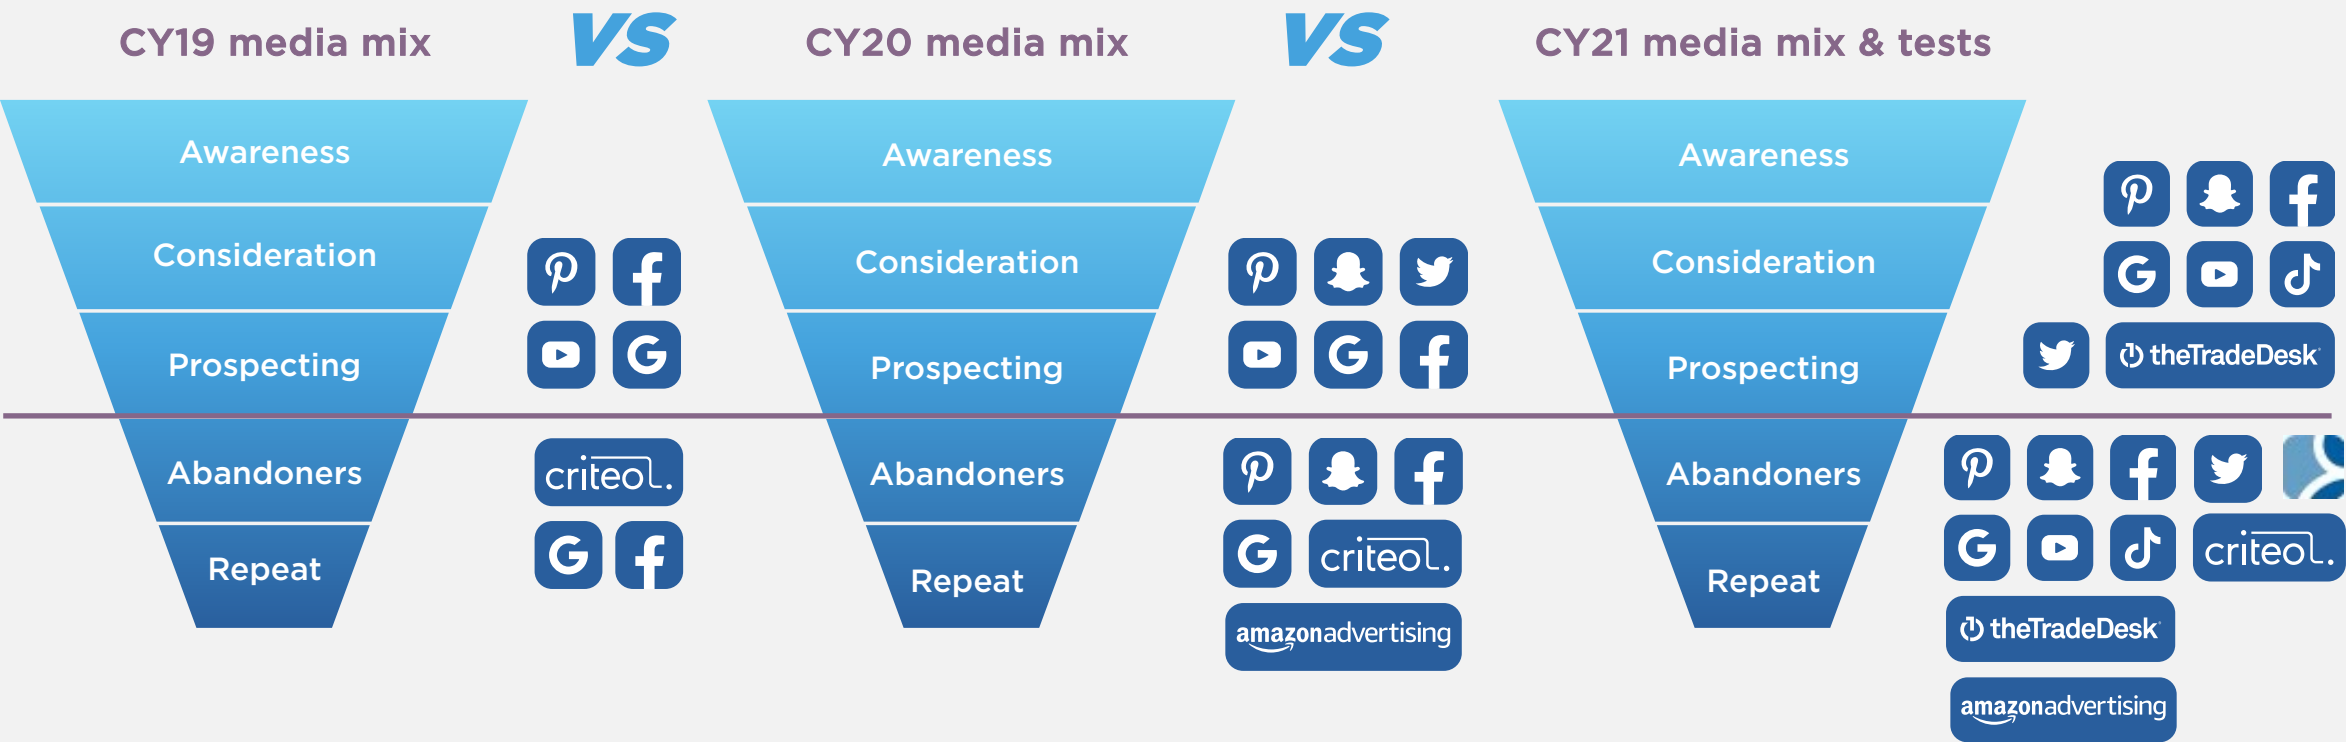 CY19 media mix
VS
CY20 media mix
VS
CY21 media mix & tests
Awareness
Consideration
Prospecting
Abandoners
Repeat
criteo.
Awareness
Consideration
Prospecting
Abandoners
Repeat
criteo.
amazonadvertising
Awareness
Consideration
Prospecting
Abandoners
Repeat
theTradeDesk
criteo.
theTradeDesk
amazonadvertising